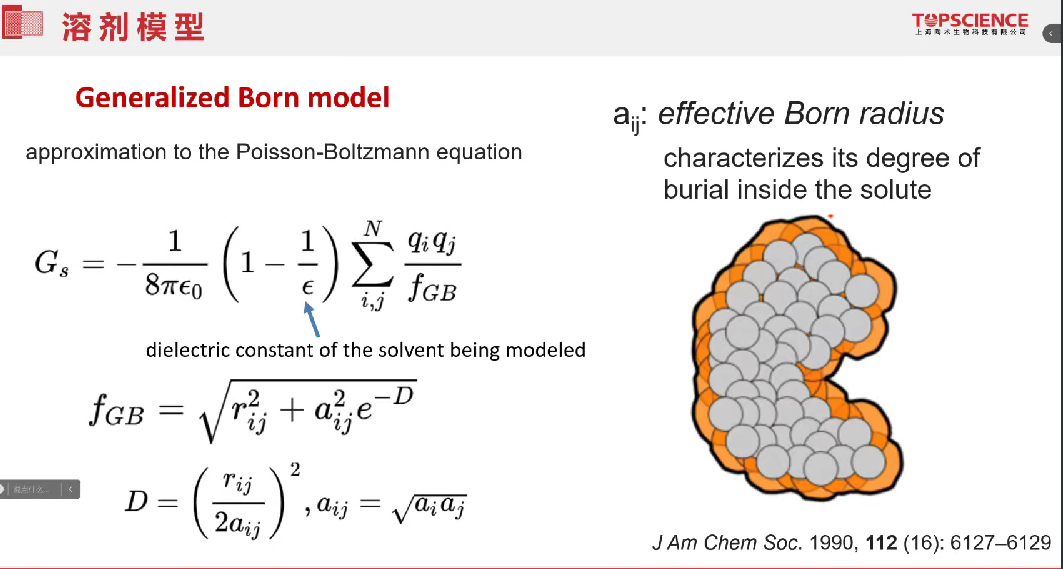 溶剂模型
TOPSCIENCE
上海陶术生物科技有限公司
Generalized Born model
approximation to the Poisson-Boltzmann equation
G_s = -\frac{1}{8\pi\epsilon_0} \left(1 - \frac{1}{\epsilon}\right) \sum_{i,j}^{N} \frac{q_i q_j}{f_{GB}}
dielectric constant of the solvent being modeled
f_{GB} = \sqrt{r_{ij}^2 + a_{ij}^2 e^{-D}}
D = \left(\frac{r_{ij}}{2a_{ij}}\right)^2, a_{ij} = \sqrt{a_i a_j}
a_{ij}: effective Born radius
characterizes its degree of
burial inside the solute
J Am Chem Soc. 1990, 112 (16): 6127–6129